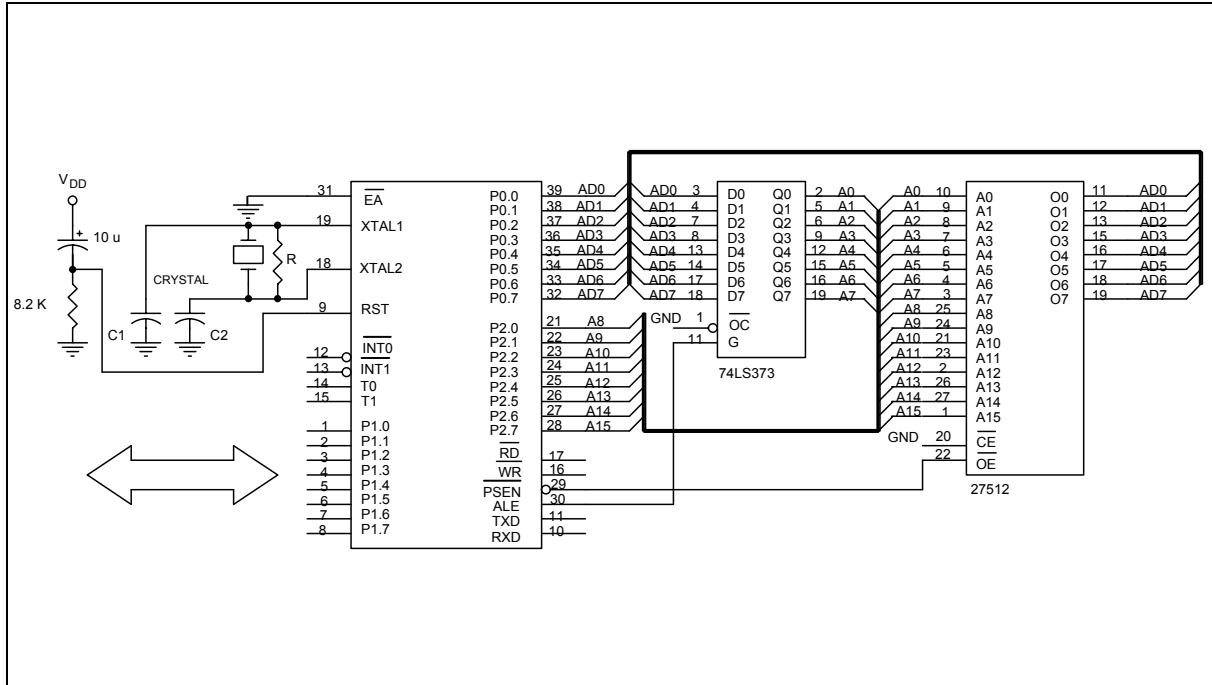 V_DD
10 u
8.2 K
C1
C2
CRYSTAL
R
31 EA
19 XTAL1
18 XTAL2
9 RST
12 INT0
13 INT1
14 T0
15 T1
1 P1.0
2 P1.1
3 P1.2
4 P1.3
5 P1.4
6 P1.5
7 P1.6
8 P1.7
P0.0 39 AD0
P0.1 38 AD1
P0.2 37 AD2
P0.3 36 AD3
P0.4 35 AD4
P0.5 34 AD5
P0.6 33 AD6
P0.7 32 AD7
P2.0 21 A8
P2.1 22 A9
P2.2 23 A10
P2.3 24 A11
P2.4 25 A12
P2.5 26 A13
P2.6 27 A14
P2.7 28 A15
RD 17
WR 16
PSEN 29
ALE 30
TXD 11
RXD 10
AD0 3 D0 Q0 2 A0
AD1 4 D1 Q1 5 A1
AD2 7 D2 Q2 6 A2
AD3 8 D3 Q3 9 A3
AD4 13 D4 Q4 12 A4
AD5 14 D5 Q5 15 A5
AD6 17 D6 Q6 16 A6
AD7 18 D7 Q7 19 A7
GND 1 OC
11 G
74LS373
A0 10 A0 O0 11 AD0
A1 9 A1 O1 12 AD1
A2 8 A2 O2 13 AD2
A3 7 A3 O3 15 AD3
A4 6 A4 O4 16 AD4
A5 5 A5 O5 17 AD5
A6 4 A6 O6 18 AD6
A7 3 A7 O7 19 AD7
A8 25 A8
A9 24 A9
A10 21 A10
A11 23 A11
A12 2 A12
A13 26 A13
A14 27 A14
A15 1 A15
GND 20 CE
22 OE
27512